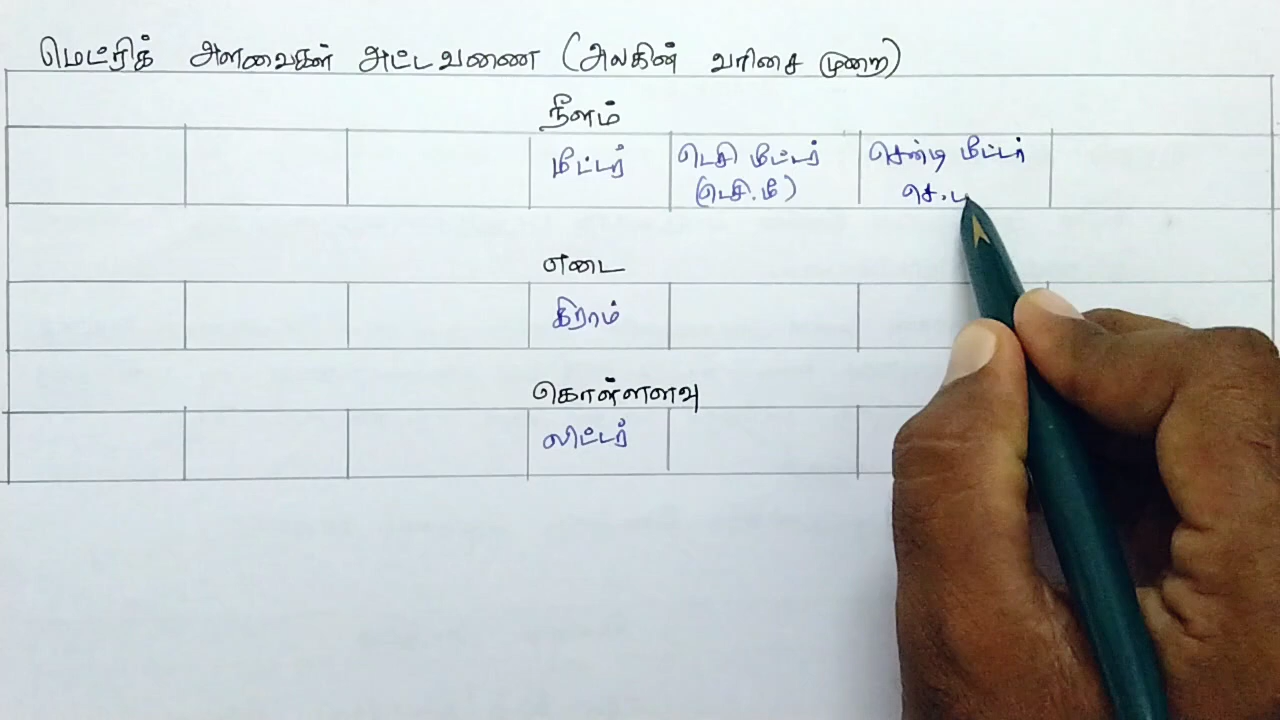 மெட்ரிக் அளவைகள் அட்டவணை (அலகின் வரிசை முறை)
நீளம்
மீட்டர் டெசி மீட்டர் சென்டி மீட்டர்
(டெசி.மீ) செ.
எடை
கிராம்
கொள்ளளவு
லிட்டர்